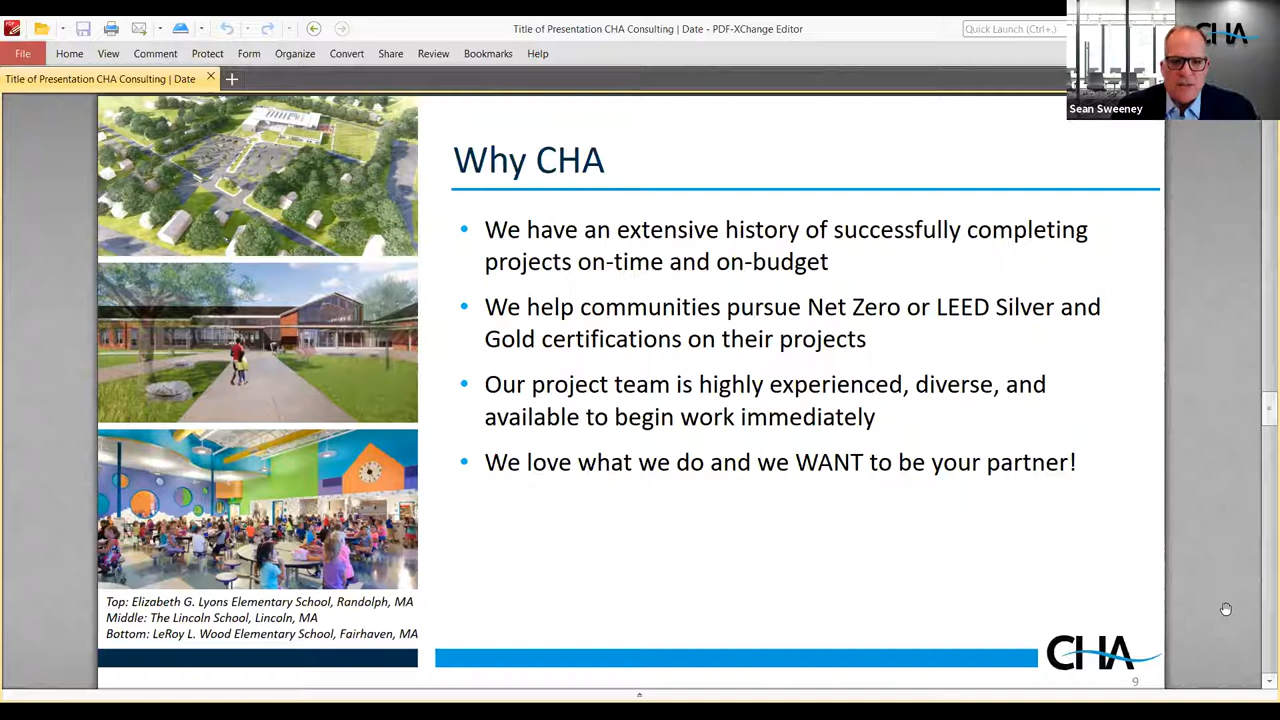 Title of Presentation CHA Consulting | Date - PDF-XChange Editor
Quick Launch (Ctrl+,)
CHA
File Home View Comment Protect Form Organize Convert Share Review Bookmarks Help
Title of Presentation CHA Consulting | Date
Sean Sweeney
Why CHA
• We have an extensive history of successfully completing
projects on-time and on-budget
• We help communities pursue Net Zero or LEED Silver and
Gold certifications on their projects
• Our project team is highly experienced, diverse, and
available to begin work immediately
• We love what we do and we WANT to be your partner!
Top: Elizabeth G. Lyons Elementary School, Randolph, MA
Middle: The Lincoln School, Lincoln, MA
Bottom: LeRoy L. Wood Elementary School, Fairhaven, MA
CHA
9